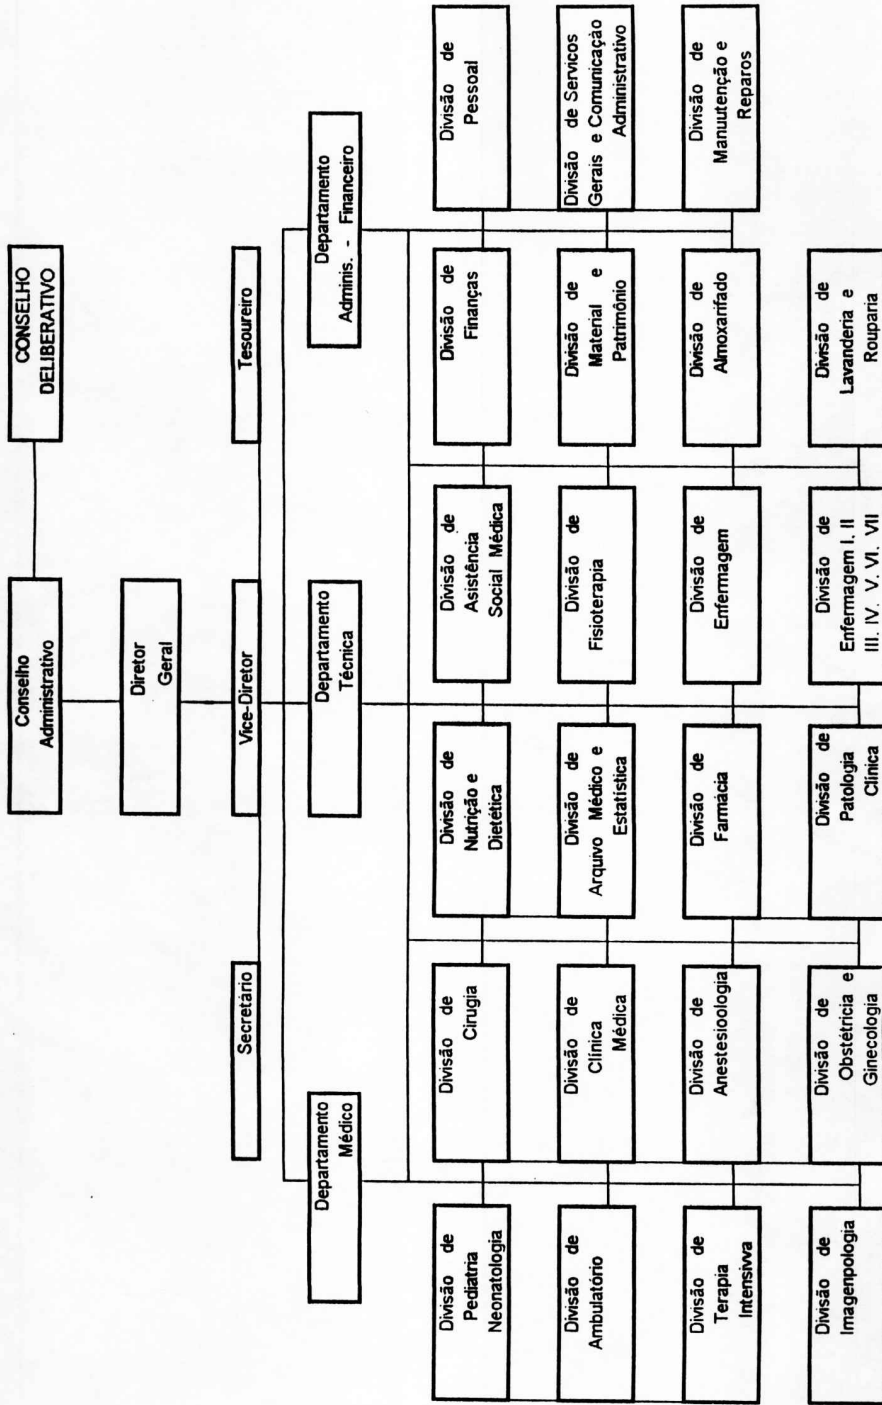 CONSELHO
DELIBERATIVO
Conselho
Administrativo
Diretor
Geral
Secretário
Vice-Diretor
Tesoureiro
Departamento
Médico
Departamento
Técnica
Departamento
Adminis. - Financeiro
Divisão de
Pediatria
Neonatologia
Divisão de
Cirugia
Divisão de
Nutrição e
Dietética
Divisão de
Asistência
Social Médica
Divisão de
Finanças
Divisão de
Pessoal
Divisão de
Ambulatório
Divisão de
Clínica
Médica
Divisão de
Arquivo Médico e
Estatística
Divisão de
Fisioterapia
Divisão de
Material e
Patrimônio
Divisão de Servicos
Gerais e Comunicação
Administrativo
Divisão de
Terapia
Intensivva
Divisão de
Anestesioologia
Divisão de
Farmácia
Divisão de
Enfermagem
Divisão de
Almoxarifado
Divisão de
Manuutenção e
Reparos
Divisão de
Imagenpologia
Divisão de
Obstétricia e
Ginecologia
Divisão de
Patologia
Clínica
Divisão de
Enfermagem I. II
III. IV. V. VI. VII
Divisão de
Lavanderia e
Rouparia